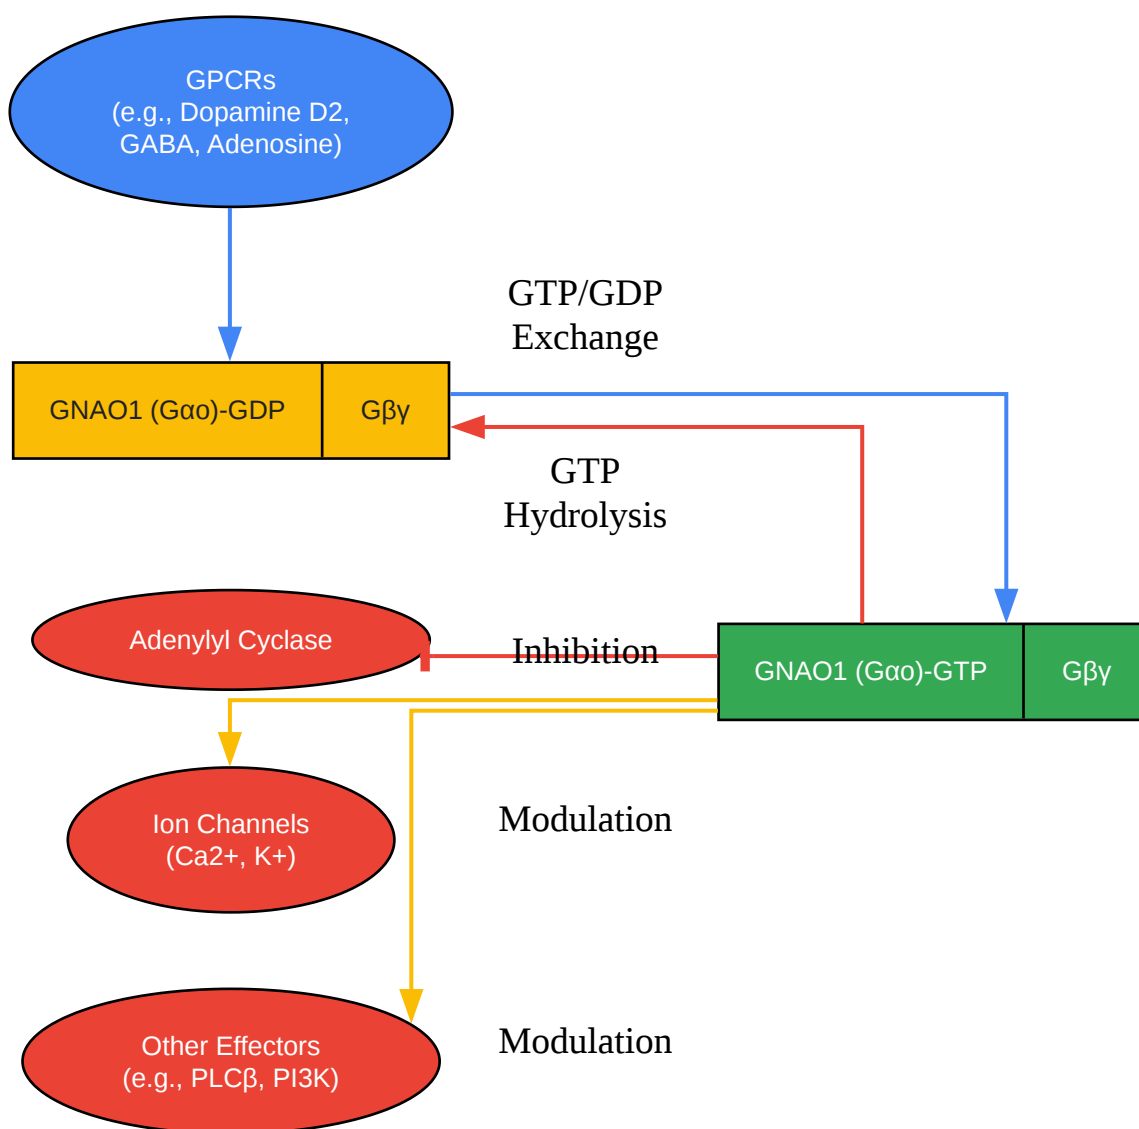 GPCRs
(e.g., Dopamine D2,
GABA, Adenosine)
GTP/GDP
Exchange
GNAO1 (Gαo)-GDP
Gβγ
GTP
Hydrolysis
Adenylyl Cyclase
Inhibition
GNAO1 (Gαo)-GTP
Gβγ
Ion Channels
(Ca2+, K+)
Modulation
Other Effectors
(e.g., PLCβ, PI3K)
Modulation